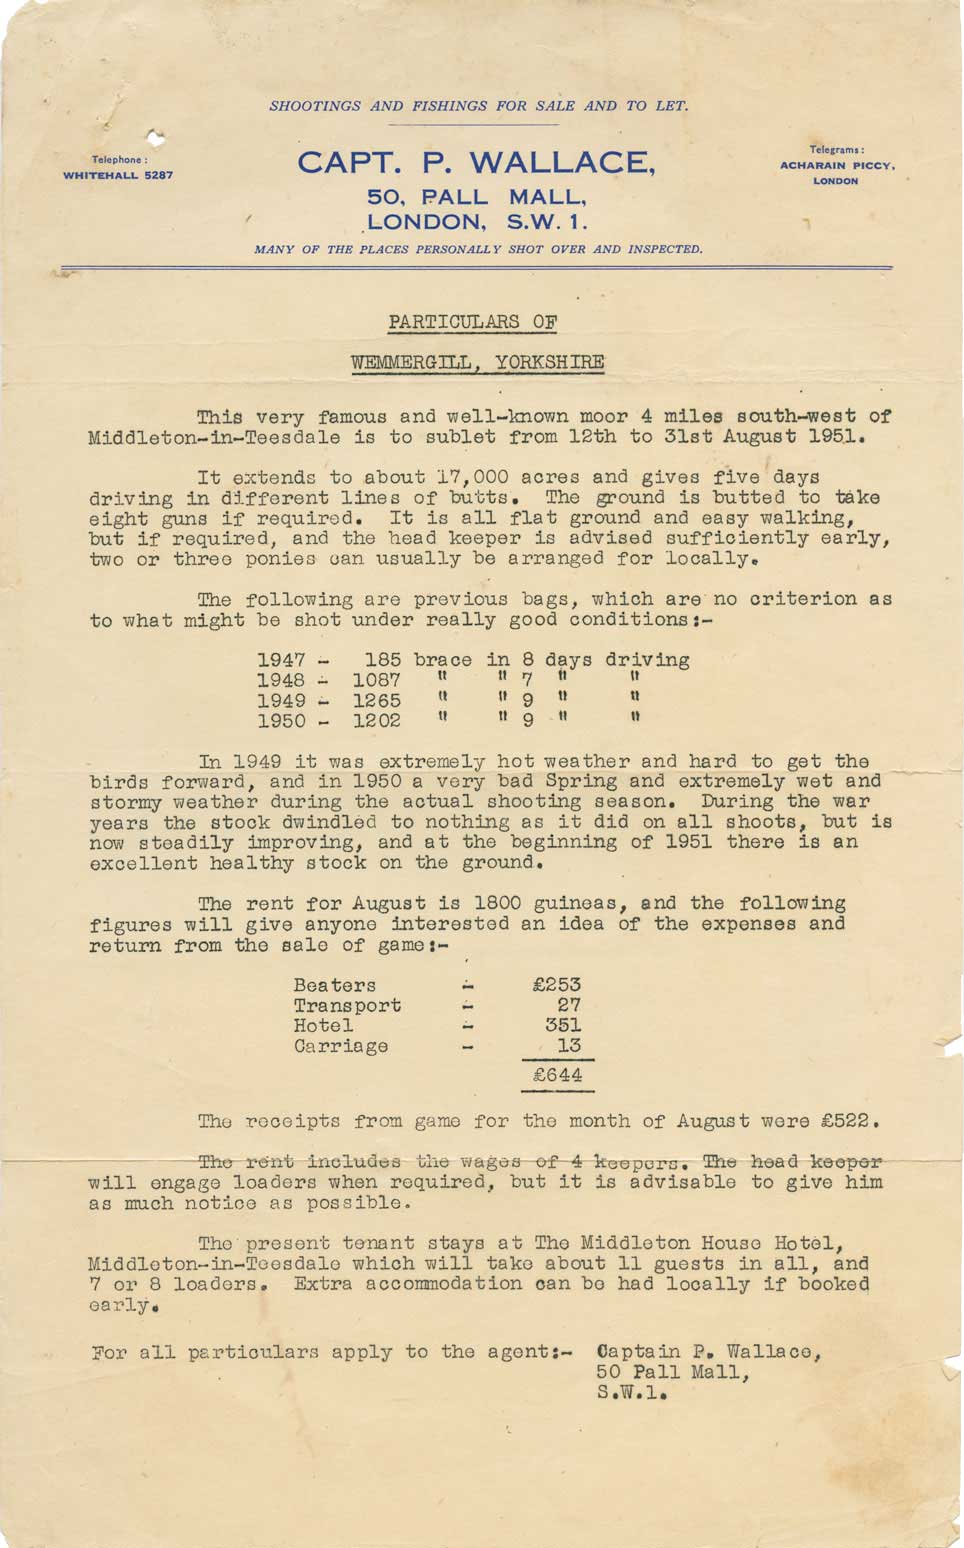 SHOOTINGS AND FISHINGS FOR SALE AND TO LET.
Telephone :
WHITEHALL 5287
CAPT. P. WALLACE,
50, PALL MALL,
LONDON, S.W. 1.
Telegrams :
ACHARAIN PICCY,
LONDON
MANY OF THE PLACES PERSONALLY SHOT OVER AND INSPECTED.
PARTICULARS OF
WEMMERGILL, YORKSHIRE
This very famous and well-known moor 4 miles south-west of
Middleton-in-Teesdale is to sublet from 12th to 31st August 1951.
It extends to about 17,000 acres and gives five days
driving in different lines of butts. The ground is butted to take
eight guns if required. It is all flat ground and easy walking,
but if required, and the head keeper is advised sufficiently early,
two or three ponies can usually be arranged for locally.
The following are previous bags, which are no criterion as
to what might be shot under really good conditions:-
1947 - 185 brace in 8 days driving
1948 - 1087 " " 7 " "
1949 - 1265 " " 9 " "
1950 - 1202 " " 9 " "
In 1949 it was extremely hot weather and hard to get the
birds forward, and in 1950 a very bad Spring and extremely wet and
stormy weather during the actual shooting season. During the war
years the stock dwindled to nothing as it did on all shoots, but is
now steadily improving, and at the beginning of 1951 there is an
excellent healthy stock on the ground.
The rent for August is 1800 guineas, and the following
figures will give anyone interested an idea of the expenses and
return from the sale of game:-
Beaters - £253
Transport - 27
Hotel - 351
Carriage - 13
£644
The receipts from game for the month of August were £522.
The rent includes the wages of 4 keepers. The head keeper
will engage loaders when required, but it is advisable to give him
as much notice as possible.
The present tenant stays at The Middleton House Hotel,
Middleton-in-Teesdale which will take about 11 guests in all, and
7 or 8 loaders. Extra accommodation can be had locally if booked
early.
For all particulars apply to the agent:- Captain P. Wallace,
50 Pall Mall,
S.W.1.